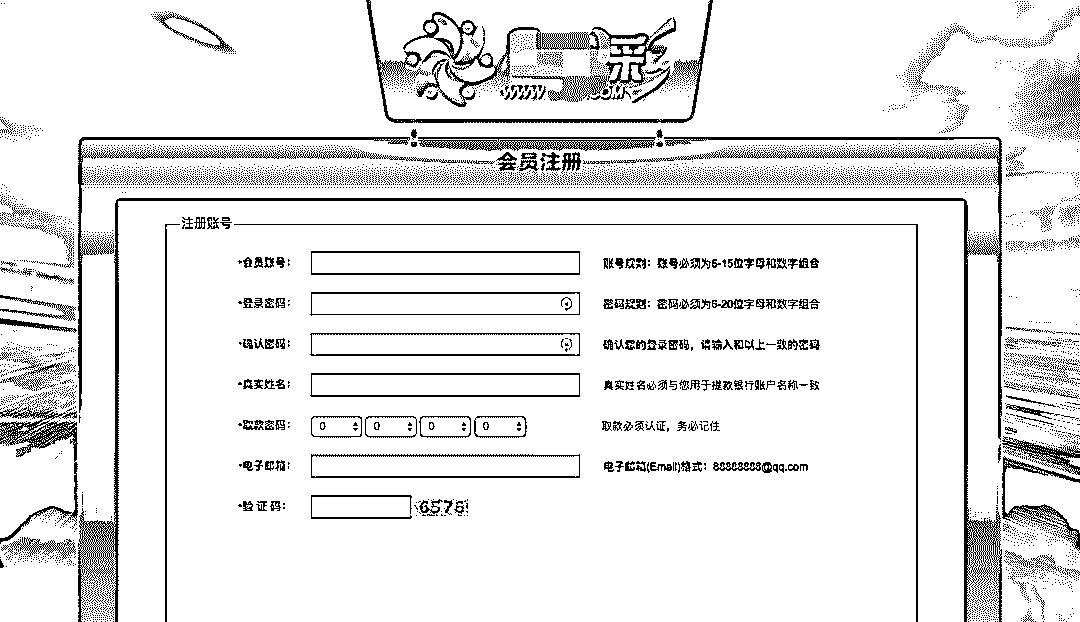 彩
WWW .COM
会员注册
注册账号
*会员账号: 账号规则：账号必须为6-15位字母和数字组合
*登录密码: 密码规则：密码必须为6-20位字母和数字组合
*确认密码: 确认您的登录密码，请输入和以上一致的密码
*真实姓名: 真实姓名必须与您用于提款银行账户名称一致
*取款密码: 0 0 0 0 取款必须认证，务必记住
*电子邮箱: 电子邮箱(Email)格式：88888888@qq.com
*验证码: 6578